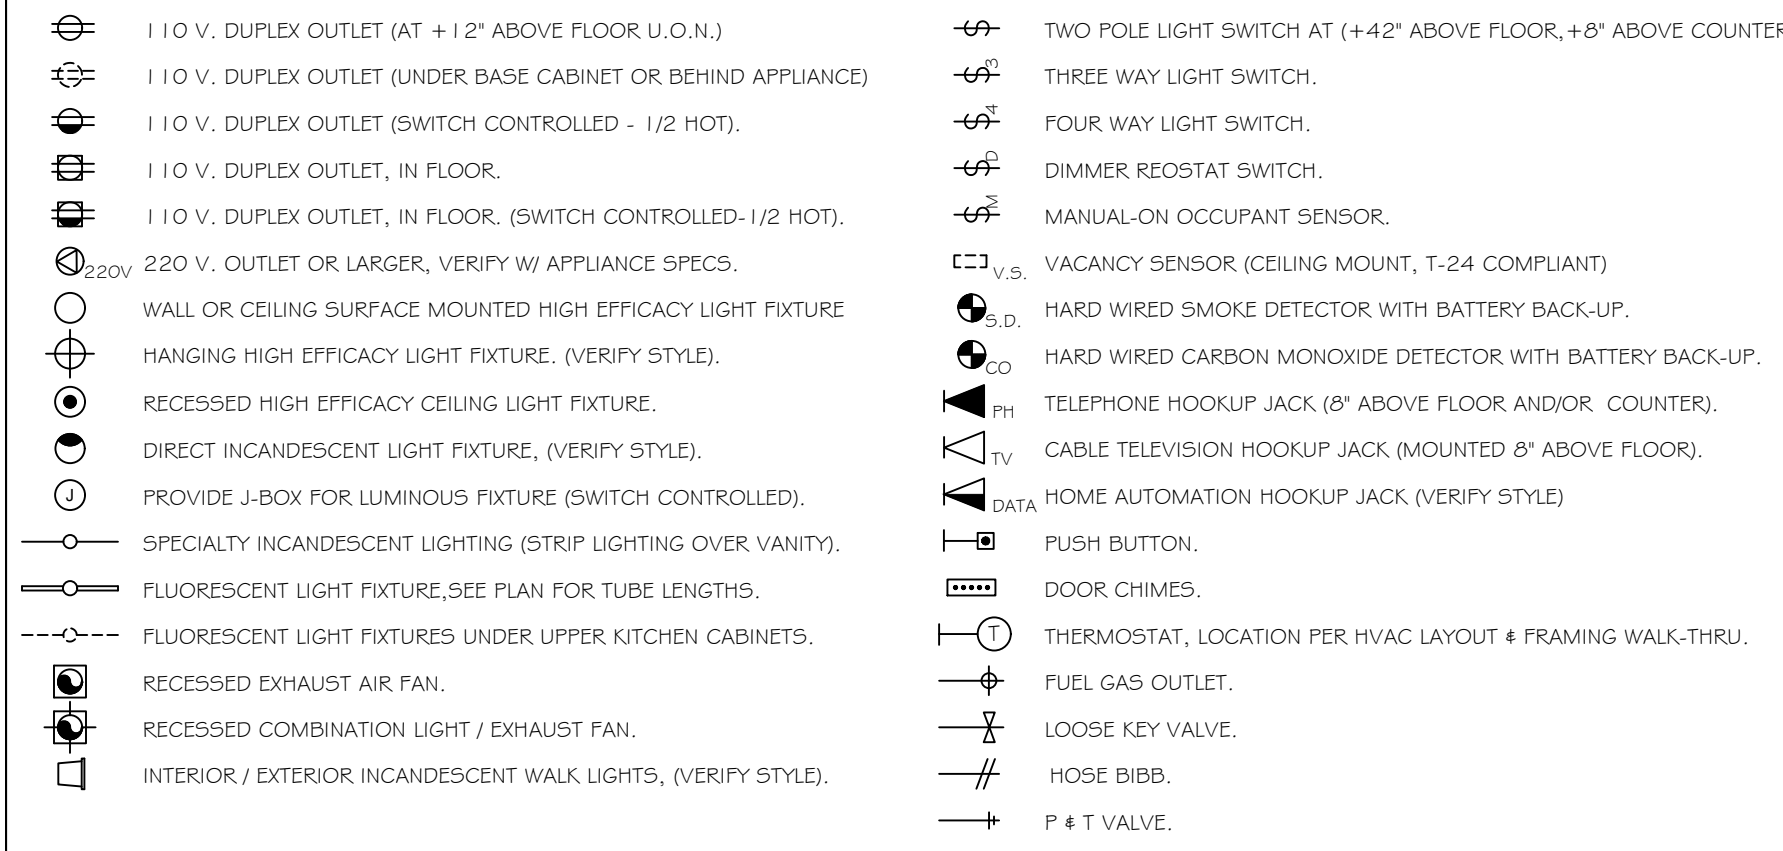 110 V. DUPLEX OUTLET (AT +12" ABOVE FLOOR U.O.N.)
110 V. DUPLEX OUTLET (UNDER BASE CABINET OR BEHIND APPLIANCE)
110 V. DUPLEX OUTLET (SWITCH CONTROLLED - 1/2 HOT).
110 V. DUPLEX OUTLET, IN FLOOR.
110 V. DUPLEX OUTLET, IN FLOOR. (SWITCH CONTROLLED-1/2 HOT).
220V 220 V. OUTLET OR LARGER, VERIFY W/ APPLIANCE SPECS.
WALL OR CEILING SURFACE MOUNTED HIGH EFFICACY LIGHT FIXTURE
HANGING HIGH EFFICACY LIGHT FIXTURE. (VERIFY STYLE).
RECESSED HIGH EFFICACY CEILING LIGHT FIXTURE.
DIRECT INCANDESCENT LIGHT FIXTURE, (VERIFY STYLE).
J PROVIDE J-BOX FOR LUMINOUS FIXTURE (SWITCH CONTROLLED).
SPECIALTY INCANDESCENT LIGHTING (STRIP LIGHTING OVER VANITY).
FLUORESCENT LIGHT FIXTURE,SEE PLAN FOR TUBE LENGTHS.
FLUORESCENT LIGHT FIXTURES UNDER UPPER KITCHEN CABINETS.
RECESSED EXHAUST AIR FAN.
RECESSED COMBINATION LIGHT / EXHAUST FAN.
INTERIOR / EXTERIOR INCANDESCENT WALK LIGHTS, (VERIFY STYLE).
$ TWO POLE LIGHT SWITCH AT (+42" ABOVE FLOOR,+8" ABOVE COUNTER
$ 3 THREE WAY LIGHT SWITCH.
$ 4 FOUR WAY LIGHT SWITCH.
$ D DIMMER REOSTAT SWITCH.
$ M MANUAL-ON OCCUPANT SENSOR.
V.S. VACANCY SENSOR (CEILING MOUNT, T-24 COMPLIANT)
S.D. HARD WIRED SMOKE DETECTOR WITH BATTERY BACK-UP.
CO HARD WIRED CARBON MONOXIDE DETECTOR WITH BATTERY BACK-UP.
PH TELEPHONE HOOKUP JACK (8" ABOVE FLOOR AND/OR COUNTER).
TV CABLE TELEVISION HOOKUP JACK (MOUNTED 8" ABOVE FLOOR).
DATA HOME AUTOMATION HOOKUP JACK (VERIFY STYLE)
PUSH BUTTON.
DOOR CHIMES.
T THERMOSTAT, LOCATION PER HVAC LAYOUT & FRAMING WALK-THRU.
FUEL GAS OUTLET.
LOOSE KEY VALVE.
HOSE BIBB.
P & T VALVE.